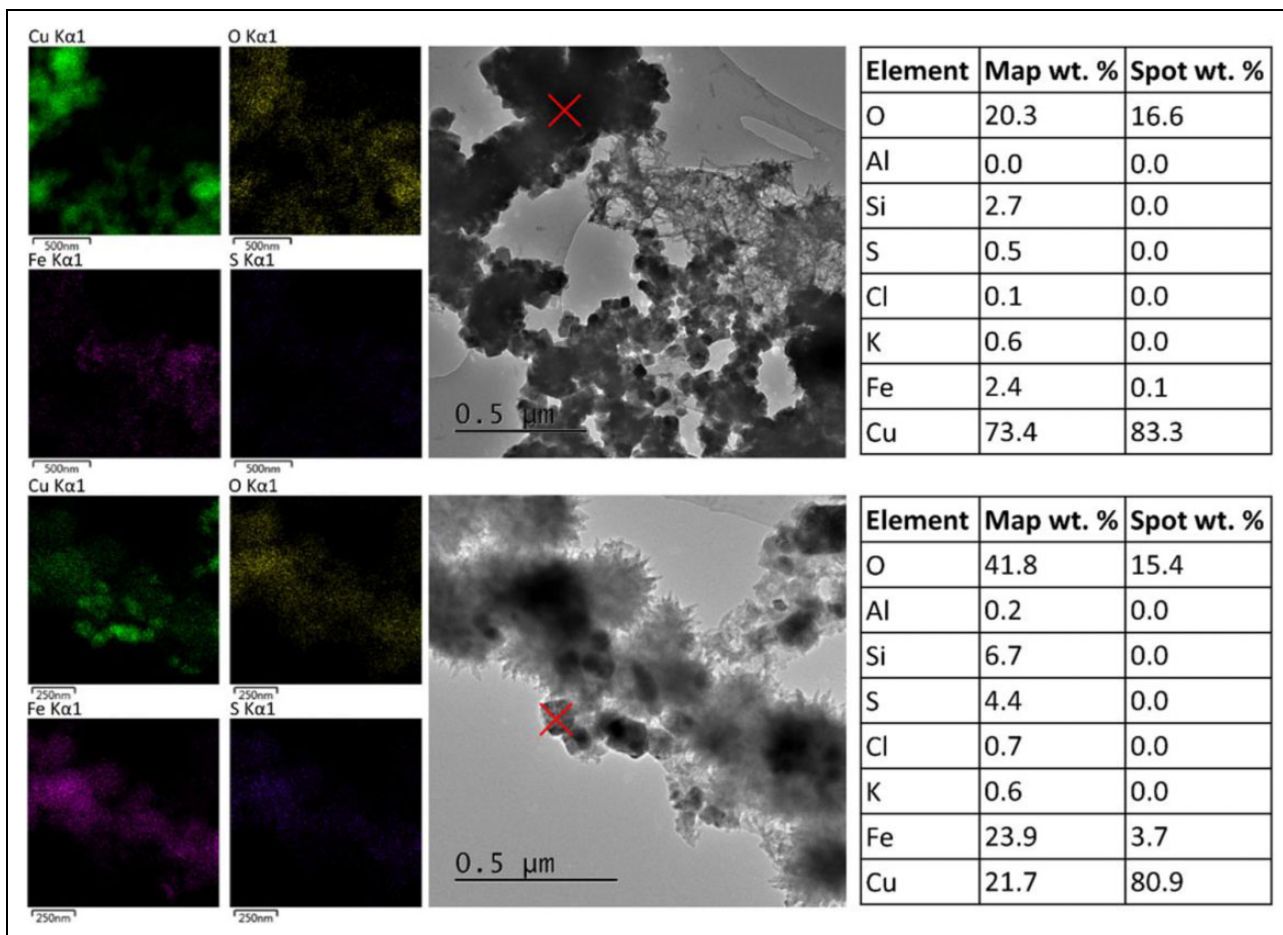 Cu Kα1 O Kα1
500nm 500nm
Fe Kα1 S Kα1
500nm 500nm
0.5 μm
Element Map wt. % Spot wt. %
O 20.3 16.6
Al 0.0 0.0
Si 2.7 0.0
S 0.5 0.0
Cl 0.1 0.0
K 0.6 0.0
Fe 2.4 0.1
Cu 73.4 83.3
Cu Kα1 O Kα1
250nm 250nm
Fe Kα1 S Kα1
250nm 250nm
0.5 μm
Element Map wt. % Spot wt. %
O 41.8 15.4
Al 0.2 0.0
Si 6.7 0.0
S 4.4 0.0
Cl 0.7 0.0
K 0.6 0.0
Fe 23.9 3.7
Cu 21.7 80.9